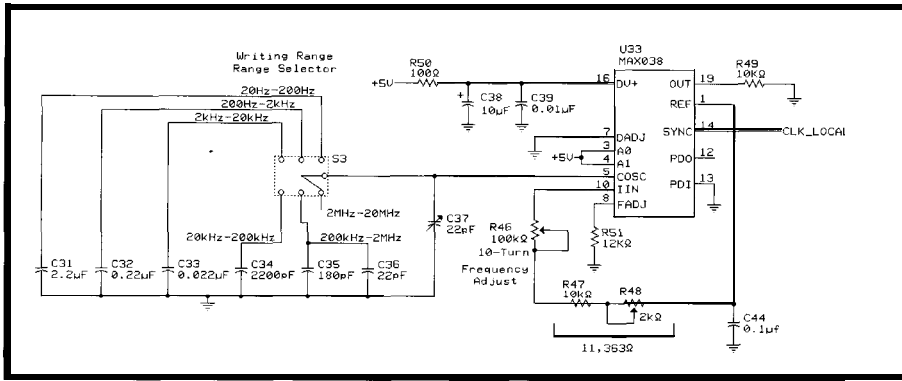 Writing Range
Range Selector
20Hz-200Hz
200Hz-2kHz
2kHz-20kHz
S3
2MHz-20MHz
20kHz-200kHz
200kHz-2MHz
C31
2.2µF
C32
0.22µF
C33
0.022µF
C34
2200pF
C35
180pF
C36
22pF
C37
22pF
+5V
R50
100Ω
+
C38
10µF
C39
0.01µF
U33
MAX038
16 DV+
7 DADJ
3 A0
+5V
4 A1
5 COSC
10 IIN
8 FADJ
OUT 19
REF 1
SYNC 14
CLK_LOCAL
PDO 12
PDI 13
R49
10kΩ
R46
100kΩ
10-Turn
Frequency
Adjust
R51
12KΩ
R47
10kΩ
R48
2kΩ
11,363Ω
C44
0.1µf